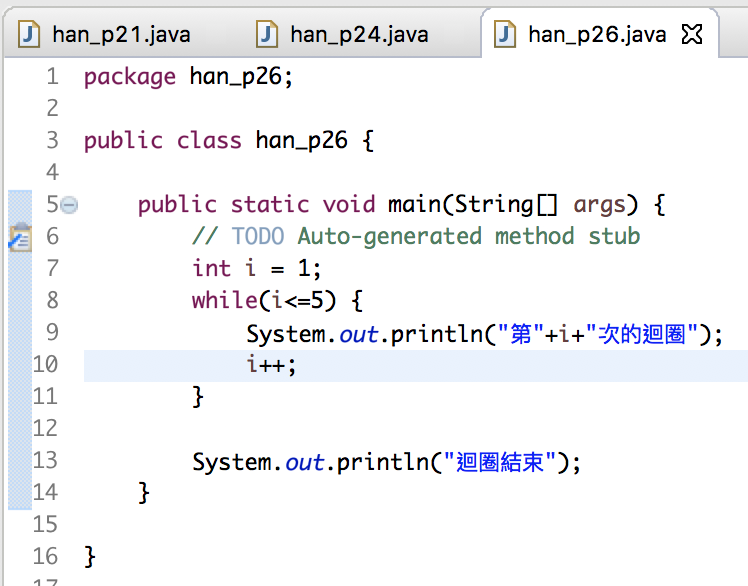 han_p21.java han_p24.java han_p26.java
1 package han_p26;
2
3 public class han_p26 {
4
5 public static void main(String[] args) {
6 // TODO Auto-generated method stub
7 int i = 1;
8 while(i<=5) {
9 System.out.println("第"+i+"次的迴圈");
10 i++;
11 }
12
13 System.out.println("迴圈結束");
14 }
15
16 }
17